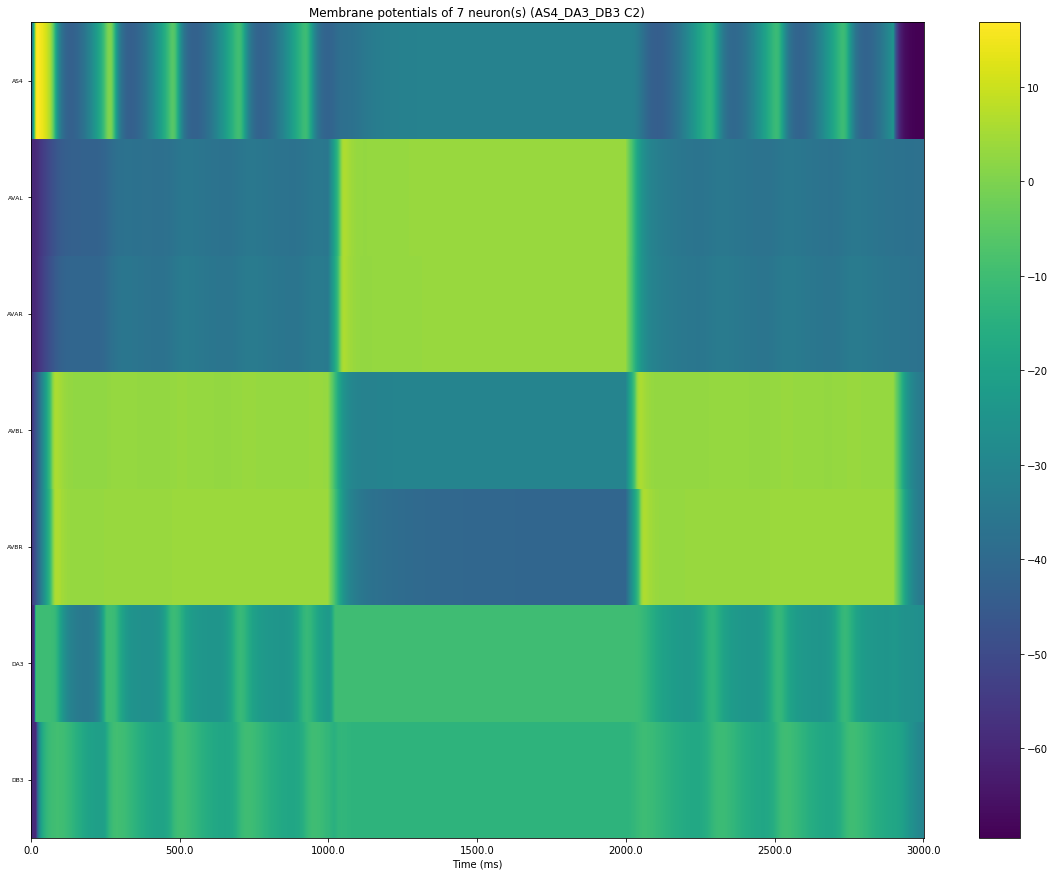 Membrane potentials of 7 neuron(s) (AS4_DA3_DB3 C2)
AS4
AVAL
AVAR
AVBL
AVBR
DA3
DB3
0.0 500.0 1000.0 1500.0 2000.0 2500.0 3000.0
Time (ms)
10
0
−10
−20
−30
−40
−50
−60